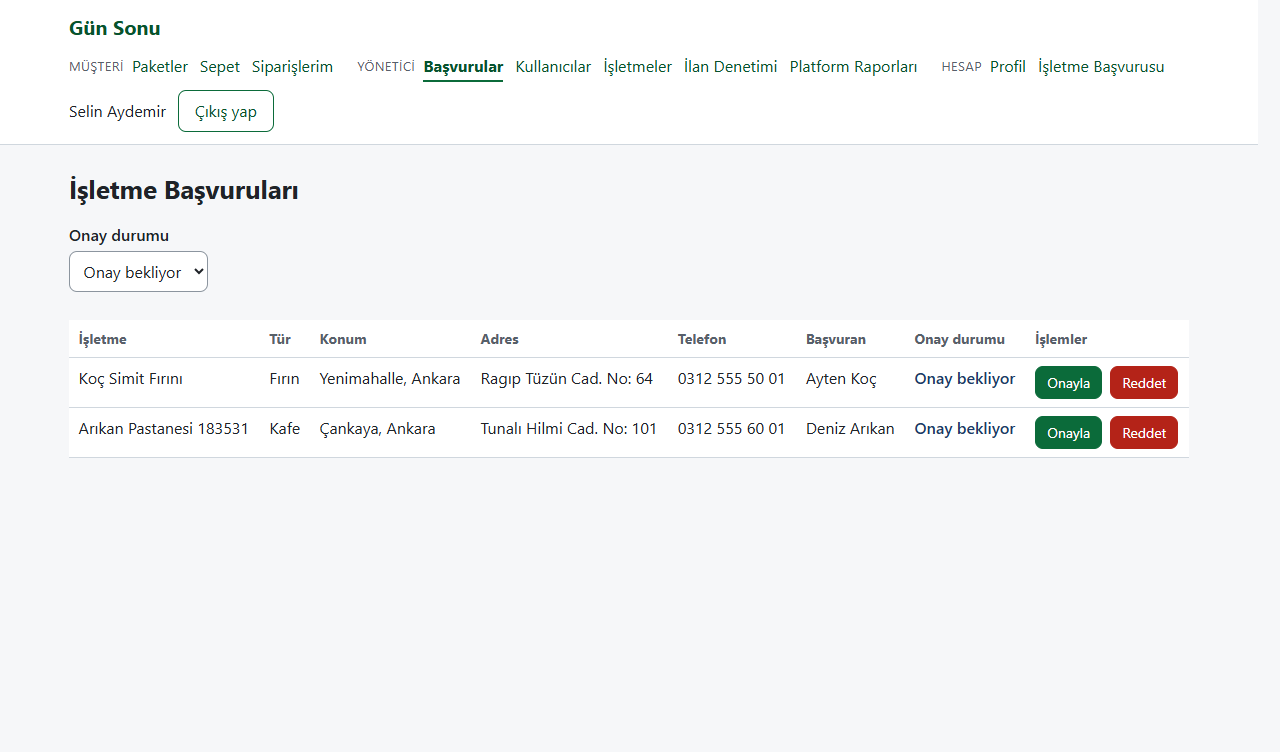 Gün Sonu
MÜŞTERİ Paketler Sepet Siparişlerim YÖNETİCİ Başvurular Kullanıcılar İşletmeler İlan Denetimi Platform Raporları HESAP Profil İşletme Başvurusu
Selin Aydemir Çıkış yap
İşletme Başvuruları
Onay durumu
Onay bekliyor
İşletme Tür Konum Adres Telefon Başvuran Onay durumu İşlemler
Koç Simit Fırını Fırın Yenimahalle, Ankara Ragıp Tüzün Cad. No: 64 0312 555 50 01 Ayten Koç Onay bekliyor Onayla Reddet
Arıkan Pastanesi 183531 Kafe Çankaya, Ankara Tunalı Hilmi Cad. No: 101 0312 555 60 01 Deniz Arıkan Onay bekliyor Onayla Reddet